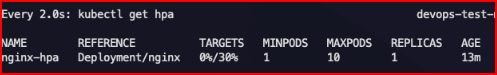 Every 2.0s: kubectl get hpa devops-test-
NAME REFERENCE TARGETS MINPODS MAXPODS REPLICAS AGE
nginx-hpa Deployment/nginx 0%/30% 1 10 1 13m